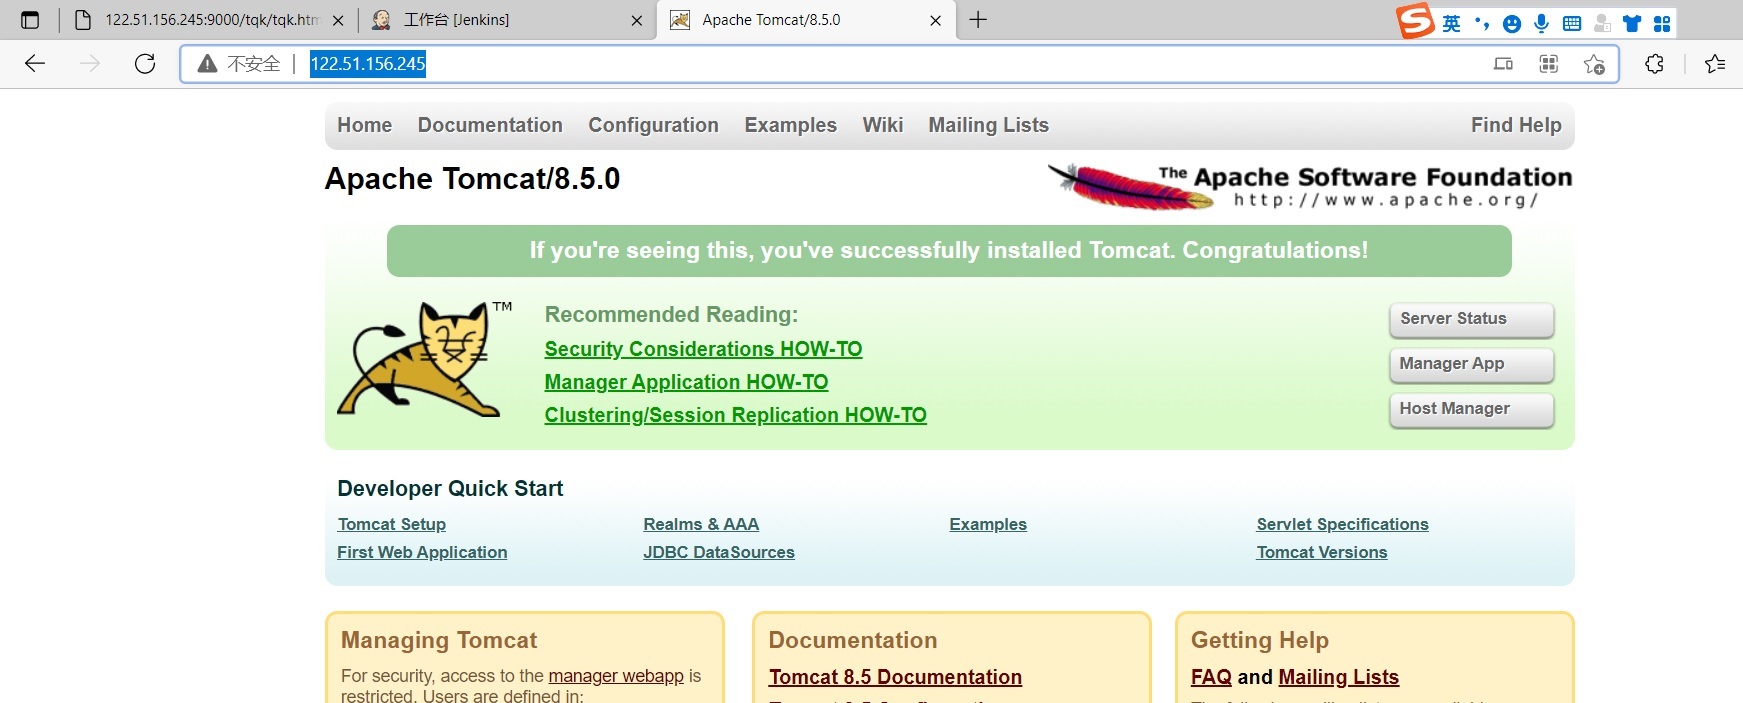 122.51.156.245:9000/tqk/tqk.htm
工作台 [Jenkins]
Apache Tomcat/8.5.0
英
不安全 | 122.51.156.245
Home Documentation Configuration Examples Wiki Mailing Lists Find Help
Apache Tomcat/8.5.0
The Apache Software Foundation
http://www.apache.org/
If you're seeing this, you've successfully installed Tomcat. Congratulations!
TM
Recommended Reading:
Security Considerations HOW-TO
Manager Application HOW-TO
Clustering/Session Replication HOW-TO
Server Status
Manager App
Host Manager
Developer Quick Start
Tomcat Setup
First Web Application
Realms & AAA
JDBC DataSources
Examples
Servlet Specifications
Tomcat Versions
Managing Tomcat
For security, access to the manager webapp is
restricted. Users are defined in:
Documentation
Tomcat 8.5 Documentation
Getting Help
FAQ and Mailing Lists